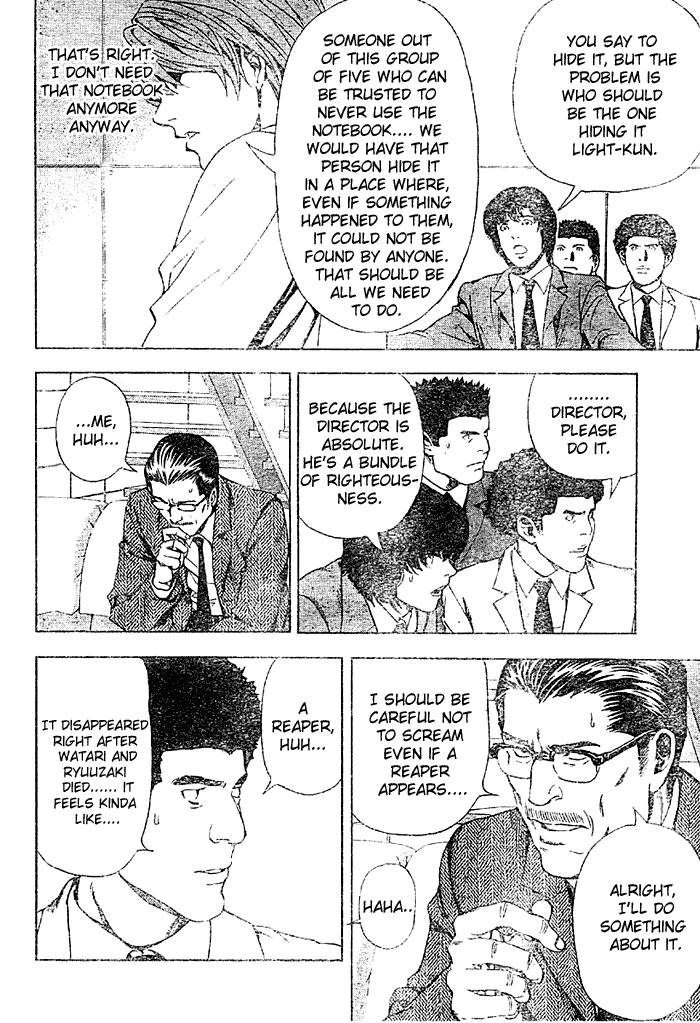 YOU SAY TO
HIDE IT, BUT THE
PROBLEM IS
WHO SHOULD
BE THE ONE
HIDING IT
LIGHT-KUN.
SOMEONE OUT
OF THIS GROUP
OF FIVE WHO CAN
BE TRUSTED TO
NEVER USE THE
NOTEBOOK.... WE
WOULD HAVE THAT
PERSON HIDE IT
IN A PLACE WHERE,
EVEN IF SOMETHING
HAPPENED TO THEM,
IT COULD NOT BE
FOUND BY ANYONE.
THAT SHOULD BE
ALL WE NEED
TO DO.
THAT'S RIGHT.
I DON'T NEED
THAT NOTEBOOK
ANYMORE
ANYWAY.
........
DIRECTOR,
PLEASE
DO IT.
BECAUSE THE
DIRECTOR IS
ABSOLUTE.
HE'S A BUNDLE
OF RIGHTEOUS-
NESS.
...ME,
HUH...
I SHOULD BE
CAREFUL NOT
TO SCREAM
EVEN IF A
REAPER
APPEARS....
ALRIGHT,
I'LL DO
SOMETHING
ABOUT IT.
HAHA..
A
REAPER,
HUH...
IT DISAPPEARED
RIGHT AFTER
WATARI AND
RYUUZAKI
DIED...... IT
FEELS KINDA
LIKE....